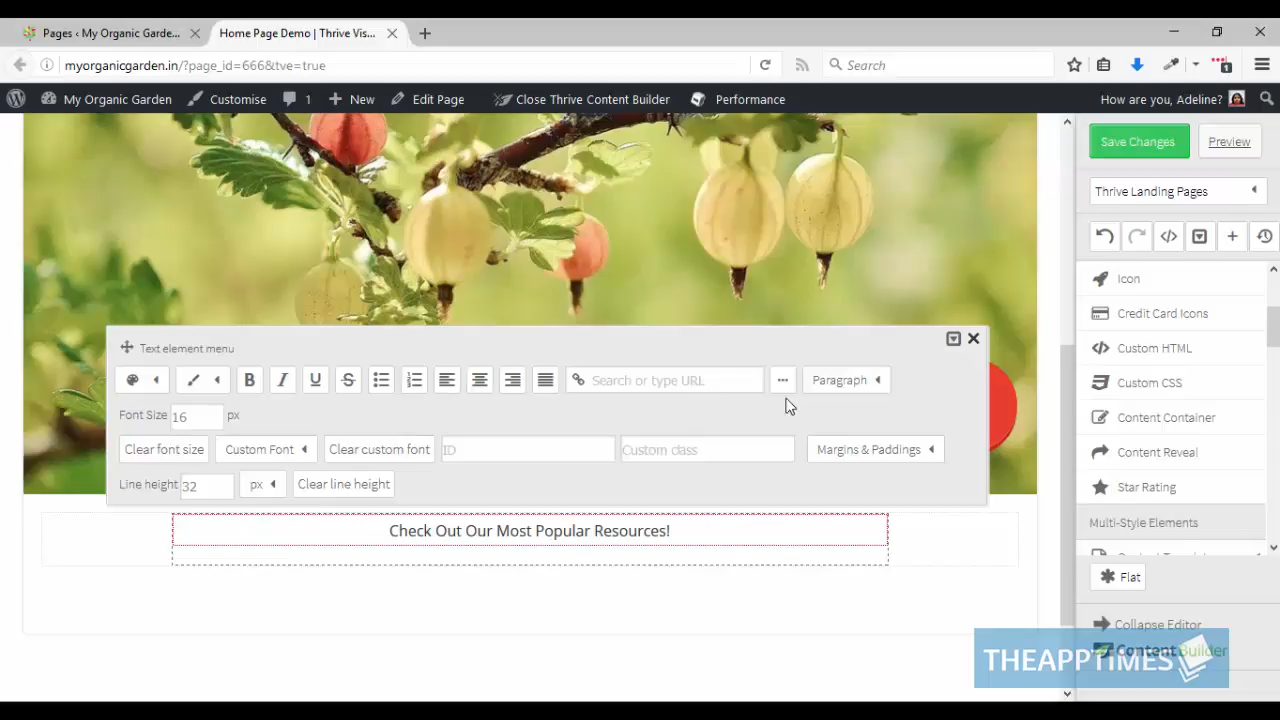 Pages ‹ My Organic Garde...
Home Page Demo | Thrive Vis...
myorganicgarden.in/?page_id=666&tve=true
Search
My Organic Garden
Customise
1
New
Edit Page
Close Thrive Content Builder
Performance
How are you, Adeline?
Save Changes
Preview
Thrive Landing Pages
Icon
Credit Card Icons
Custom HTML
Custom CSS
Content Container
Content Reveal
Star Rating
Multi-Style Elements
Flat
Collapse Editor
Content Builder
Text element menu
B I U S
Search or type URL
Paragraph
Font Size 16 px
Clear font size
Custom Font
Clear custom font
ID
Custom class
Margins & Paddings
Line height 32
px
Clear line height
Check Out Our Most Popular Resources!
THEAPPTIMES